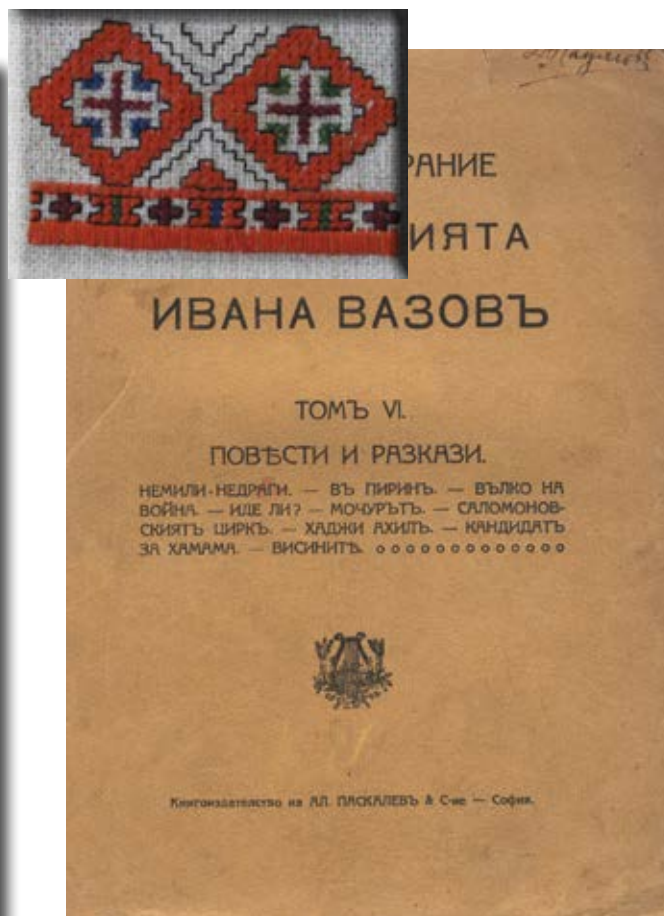 РАНИЕ
ИЯТА
ИВАНА ВАЗОВЪ
ТОМЪ VI.
ПОВѢСТИ И РАЗКАЗИ.
НЕМИЛИ-НЕДРАГИ. — ВЪ ПИРИНЪ. — ВЪЛКО НА
ВОЙНА. — ИДЕ ЛИ? — МОЧУРЪТЪ. — САЛОМОНОВ-
СКИЯТЪ ЦИРКЪ. — ХАДЖИ АХИЛЪ. — КАНДИДАТЪ
ЗА ХАМАМА. — ВИСИНИТѢ.
Книгоиздателство на АЛ. ПАСКАЛЕВЪ & С-ие — София.